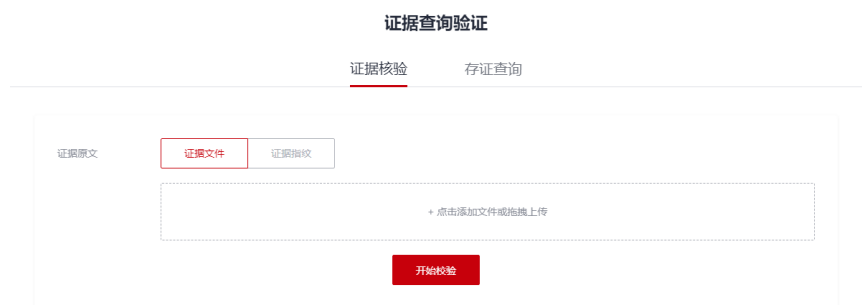 证据查询验证
证据核验 存证查询
证据原文 证据文件 证据指纹
+ 点击添加文件或拖拽上传
开始校验